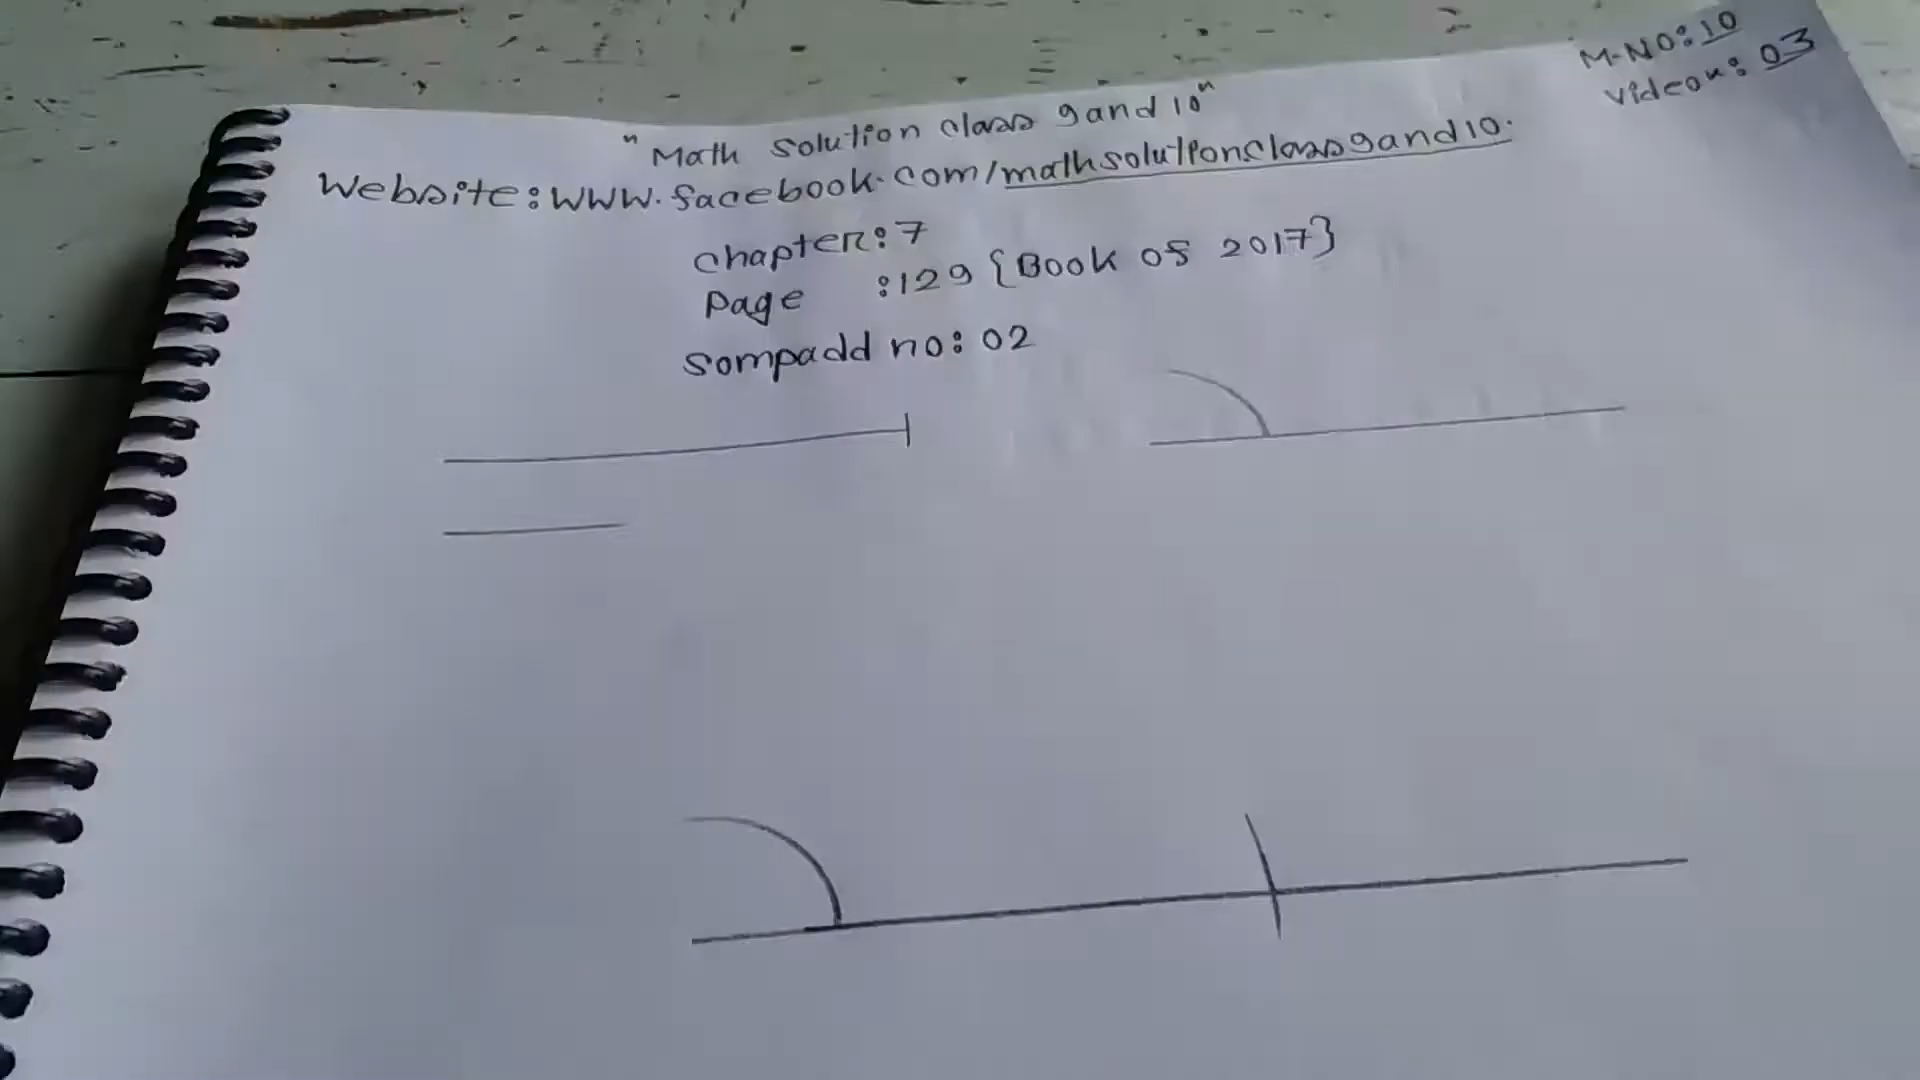 M-NO: 10
Video n: 03
"Math solution class 9 and 10"
Website: WWW.facebook.com/mathsolutionclass9and10.
Chapter: 7
Page : 129 {Book of 2017}
Sompadd no: 02